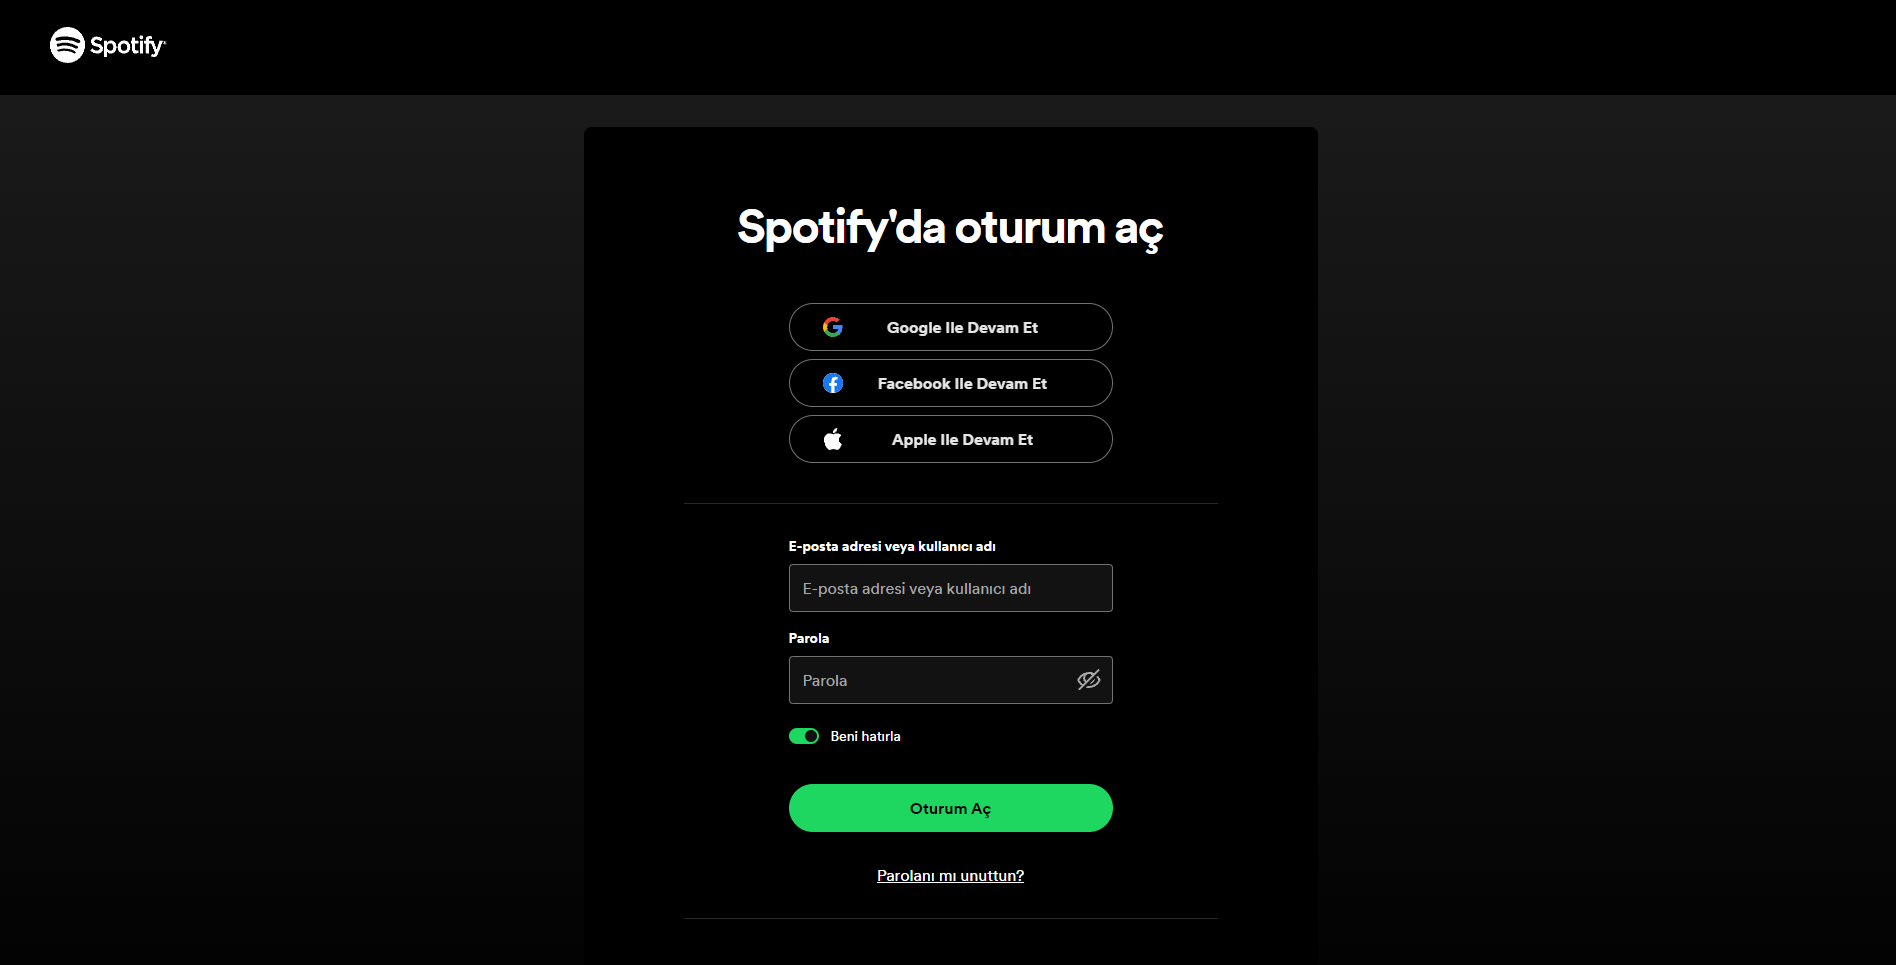 Spotify
Spotify'da oturum aç
Google Ile Devam Et
Facebook Ile Devam Et
Apple Ile Devam Et
E-posta adresi veya kullanıcı adı
E-posta adresi veya kullanıcı adı
Parola
Parola
Beni hatırla
Oturum Aç
Parolanı mı unuttun?